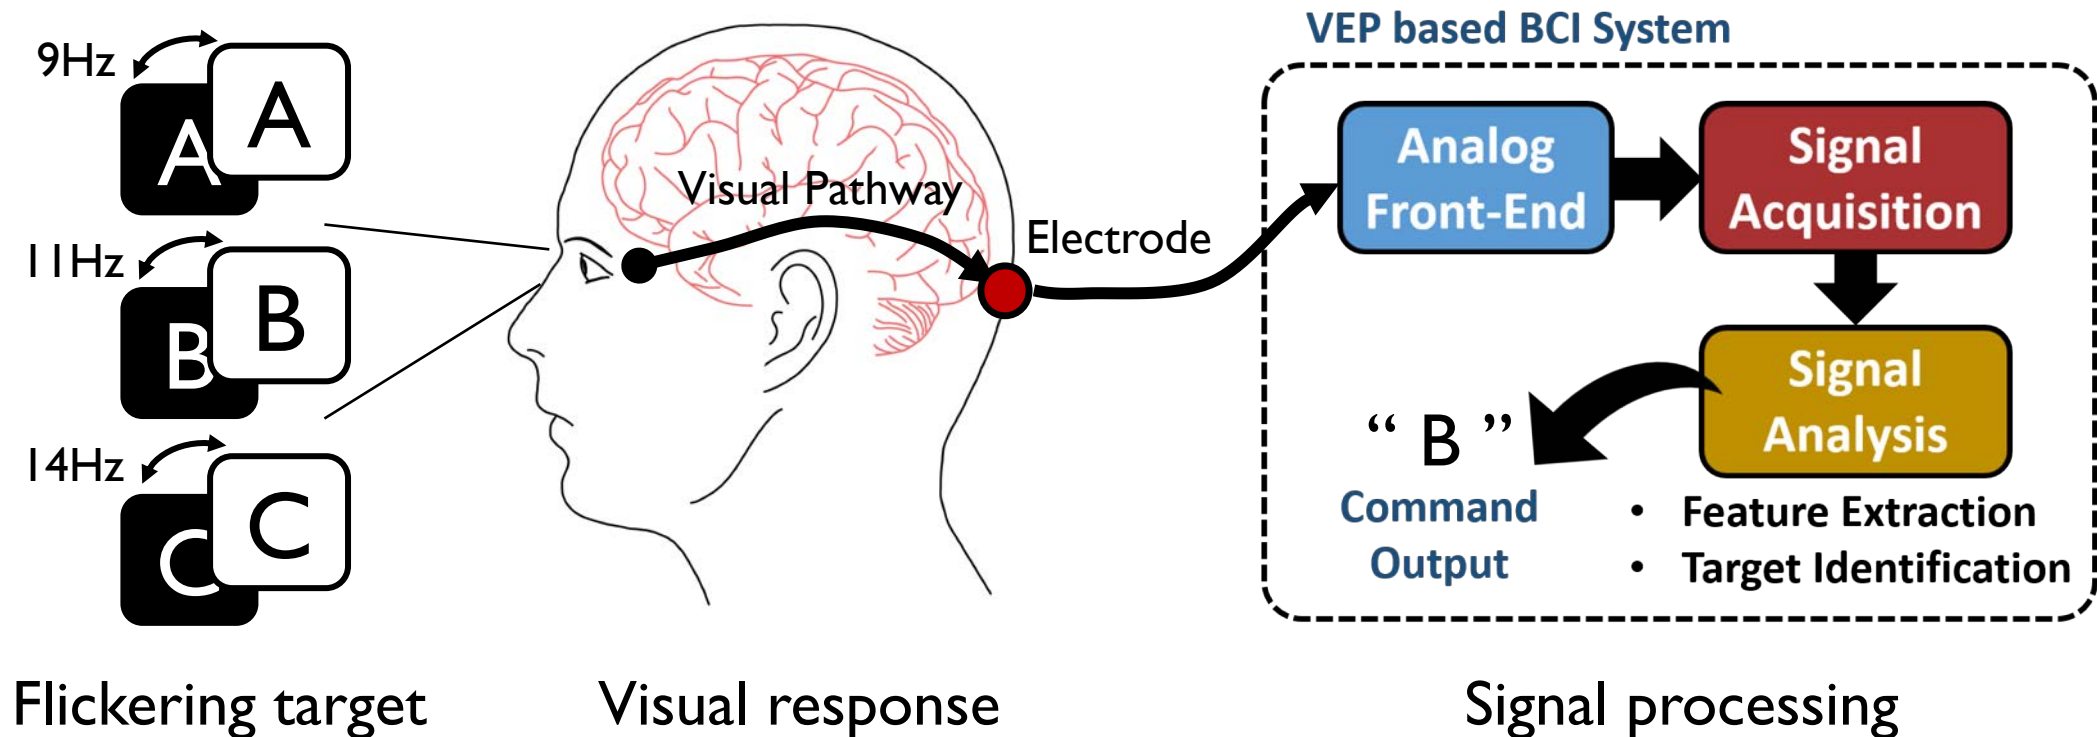 9Hz
A
A
11Hz
B
B
14Hz
C
C
Flickering target
Visual Pathway
Electrode
Visual response
VEP based BCI System
Analog
Front-End
Signal
Acquisition
Signal
Analysis
“ B ”
Command
Output
• Feature Extraction
• Target Identification
Signal processing